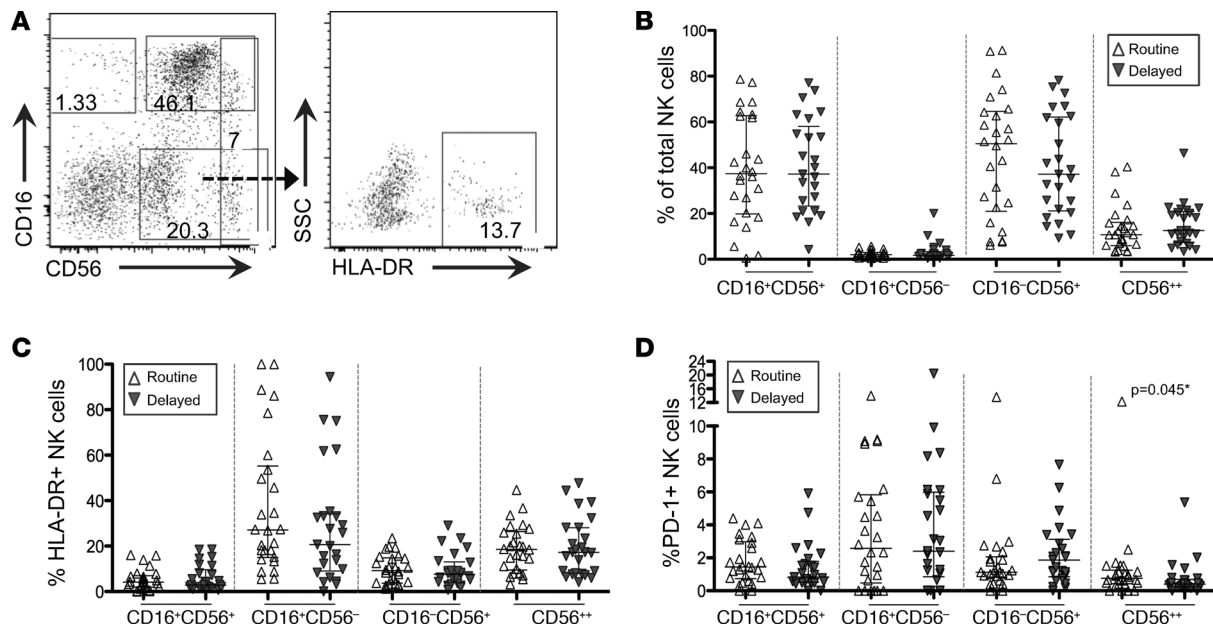 A
CD16
CD56
1.33
46.1
7
20.3
SSC
HLA-DR
13.7
B
% of total NK cells
100
80
60
40
20
0
Routine
Delayed
CD16⁺CD56⁺
CD16⁺CD56⁻
CD16⁻CD56⁺
CD56⁺⁺
C
% HLA-DR+ NK cells
100
80
60
40
20
0
Routine
Delayed
CD16⁺CD56⁺
CD16⁺CD56⁻
CD16⁻CD56⁺
CD56⁺⁺
D
%PD-1+ NK cells
24
20
16
12
10
8
6
4
2
0
Routine
Delayed
p=0.045*
CD16⁺CD56⁺
CD16⁺CD56⁻
CD16⁻CD56⁺
CD56⁺⁺